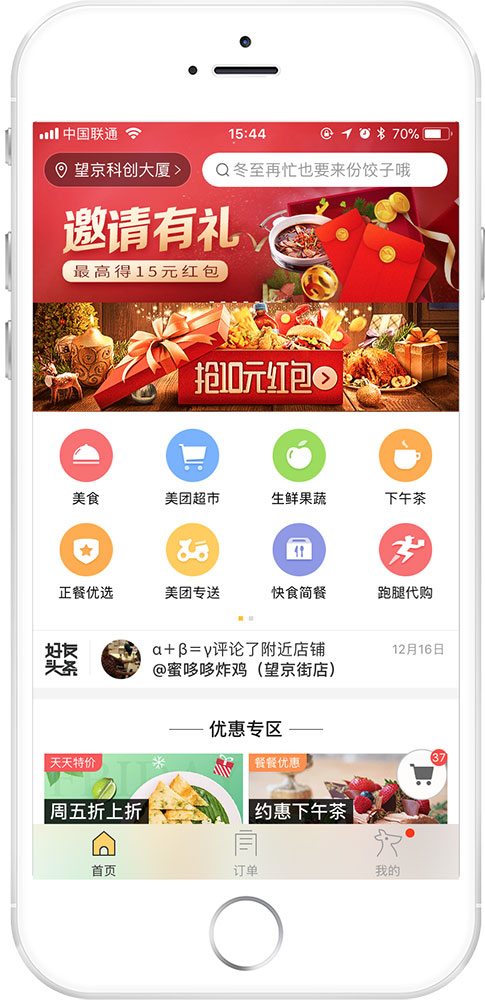 中国联通 15:44 70%
望京科创大厦 冬至再忙也要来份饺子哦
邀请有礼
最高得15元红包
抢10元红包
美食 美团超市 生鲜果蔬 下午茶
正餐优选 美团专送 快食简餐 跑腿代购
好友头条
α＋β＝γ评论了附近店铺 12月16日
@蜜哆哆炸鸡（望京街店）
优惠专区
天天特价 餐餐优惠 37
周五折上折 约惠下午茶
首页 订单 我的